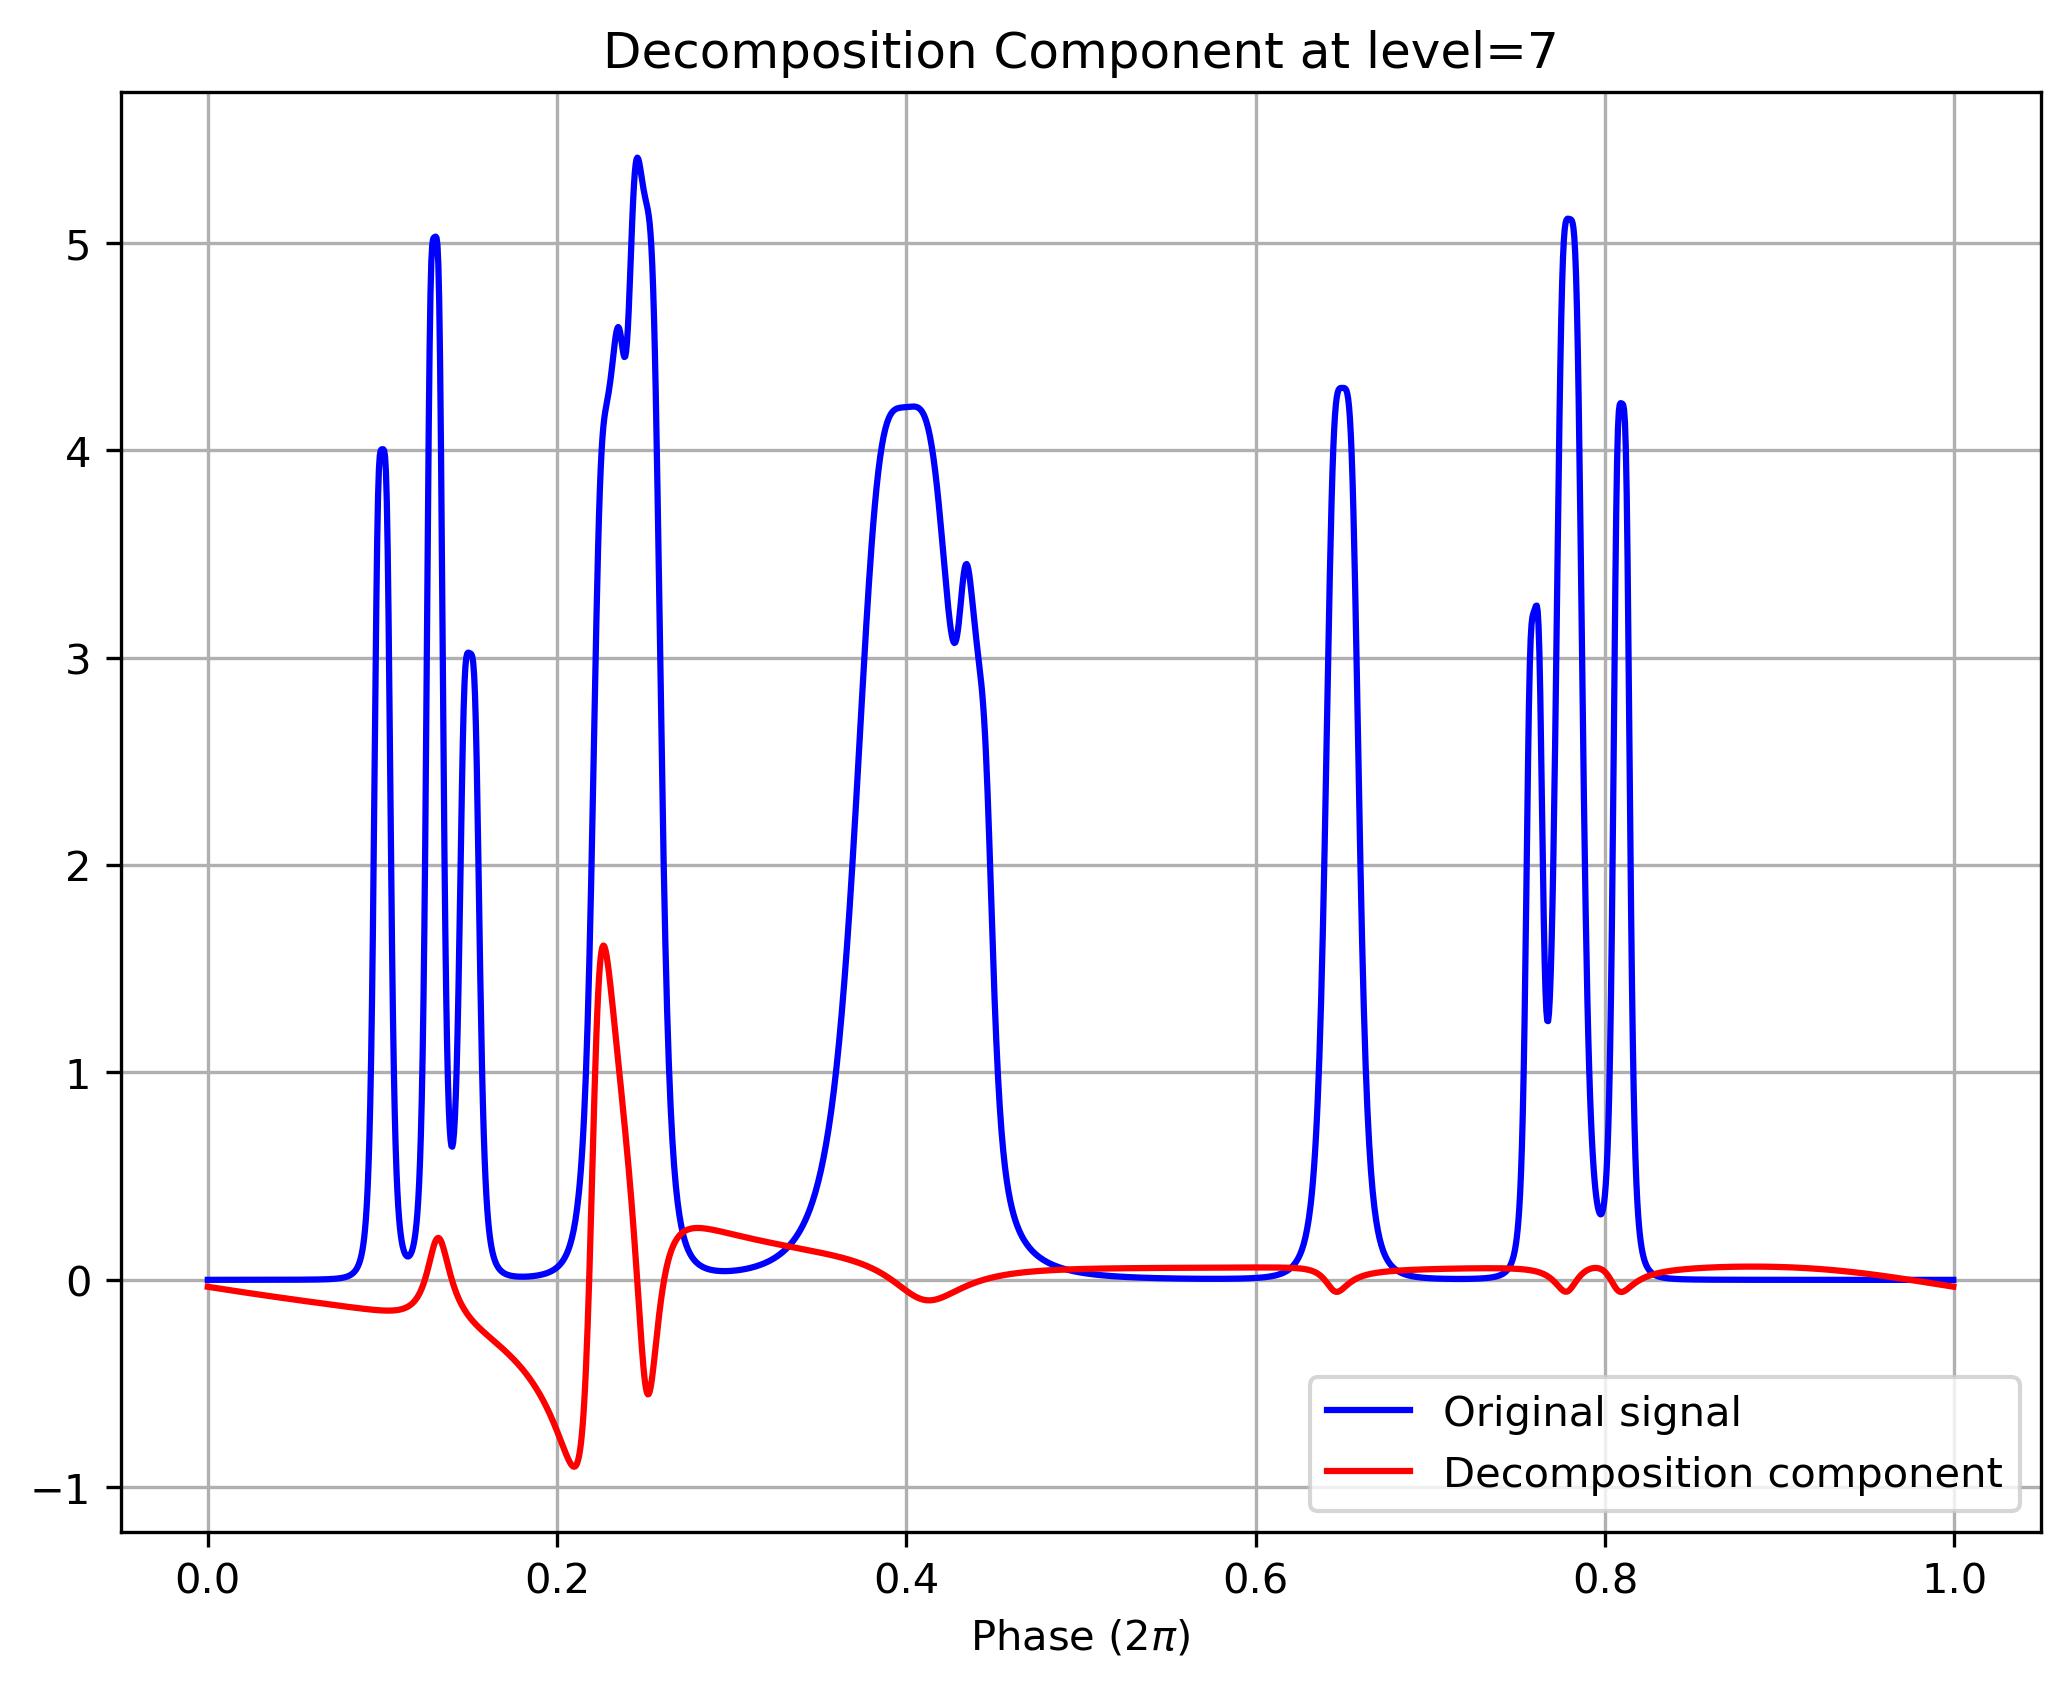 Decomposition Component at level=7
5
4
3
2
1
0
−1
0.0 0.2 0.4 0.6 0.8 1.0
Phase (2π)
Original signal
Decomposition component